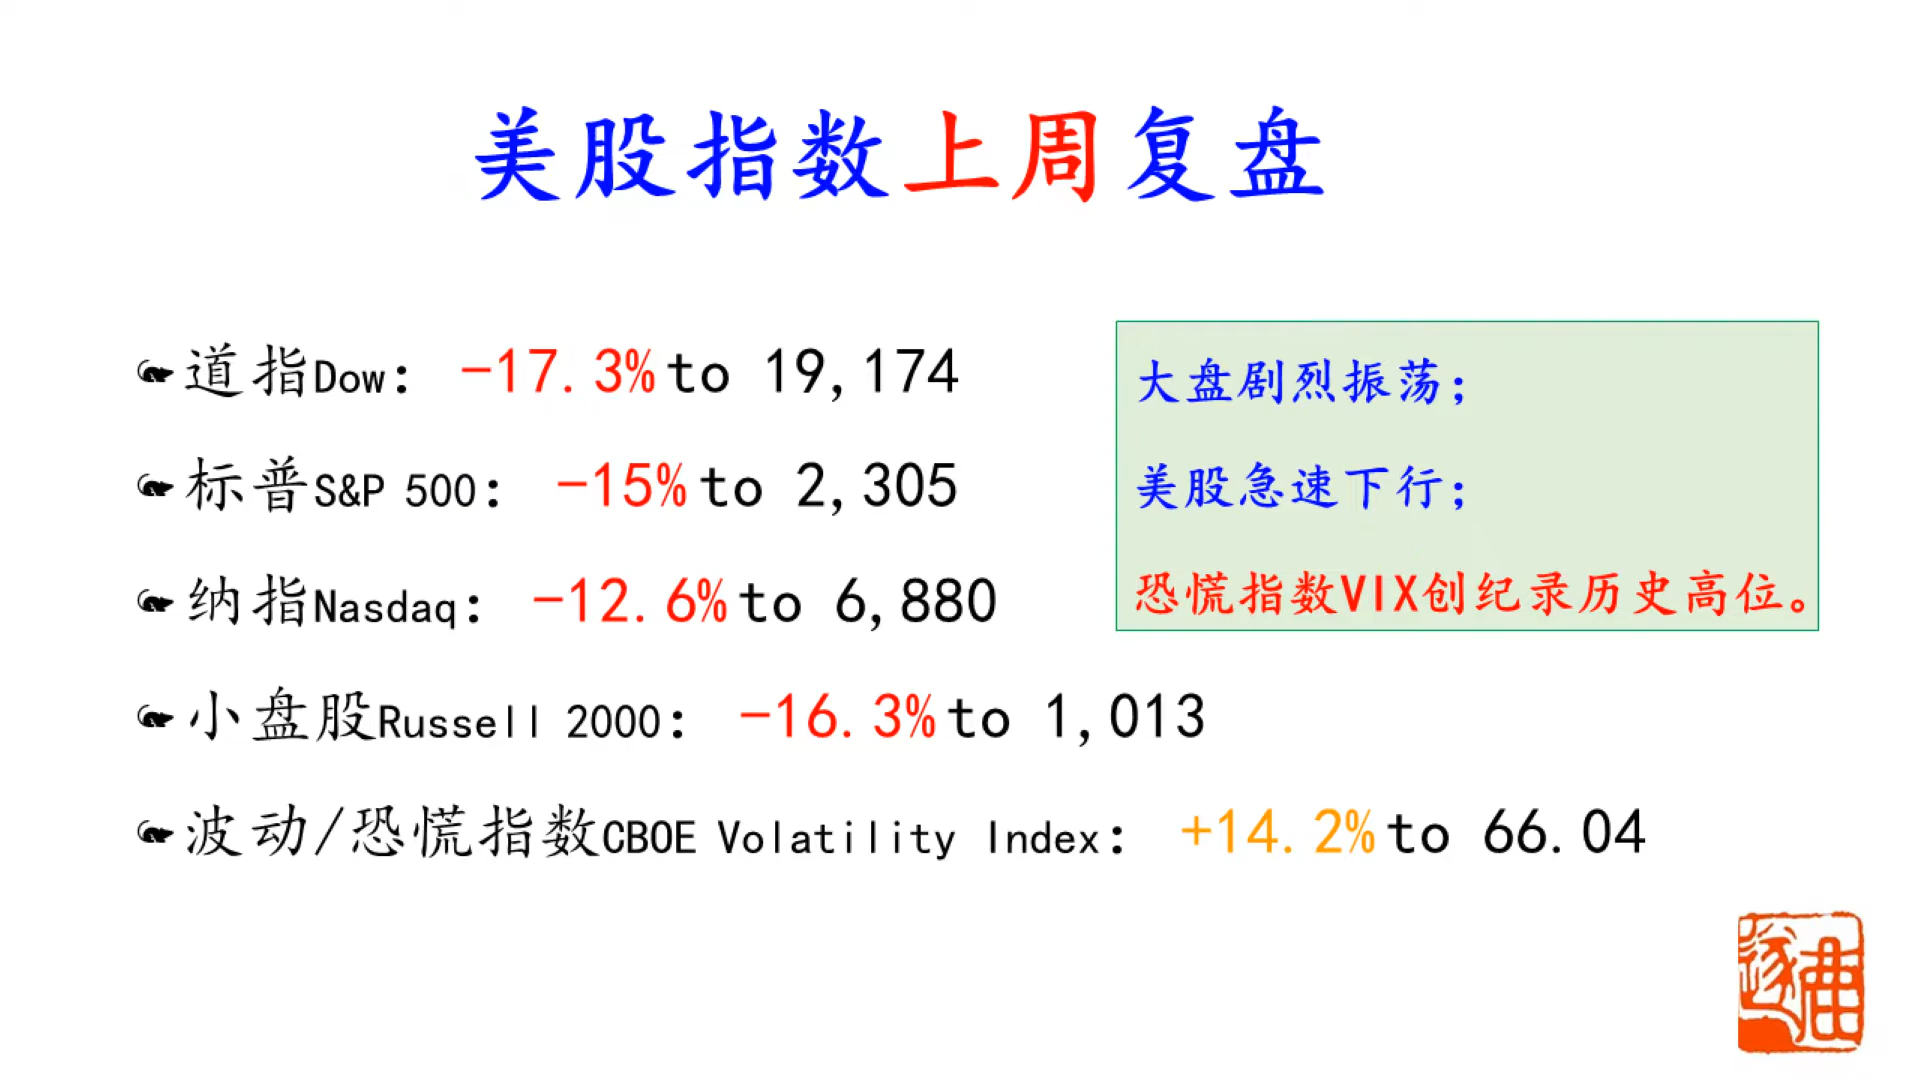 美股指数上周复盘
道指Dow： -17.3% to 19,174
标普S&P 500： -15% to 2,305
纳指Nasdaq： -12.6% to 6,880
小盘股Russell 2000： -16.3% to 1,013
波动/恐慌指数CBOE Volatility Index： +14.2% to 66.04
大盘剧烈振荡；
美股急速下行；
恐慌指数VIX创纪录历史高位。